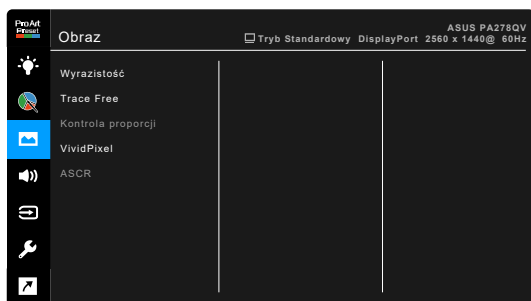 ProArt
Preset
Obraz
ASUS PA278QV
Tryb Standardowy DisplayPort 2560 x 1440@ 60Hz
Wyrazistość
Trace Free
Kontrola proporcji
VividPixel
ASCR